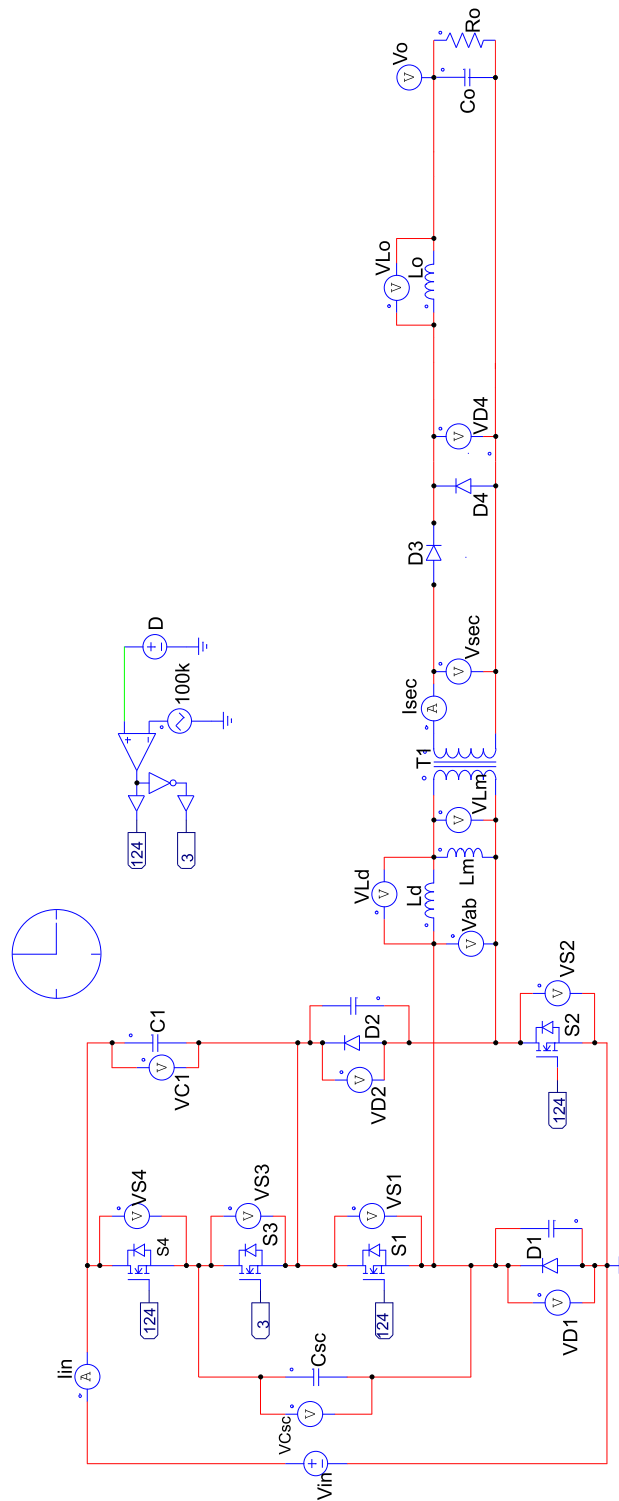 Ro
Vo
Co
VLo
Lo
VD4
D4
D3
D
100k
Vsec
Isec
T1
124
3
VLm
VLd
Lm
Ld
Vab
VS2
C1
D2
S2
VC1
VD2
124
VS4
VS3
VS1
S4
S3
S1
D1
124
3
124
VD1
Iin
Csc
VCsc
Vin